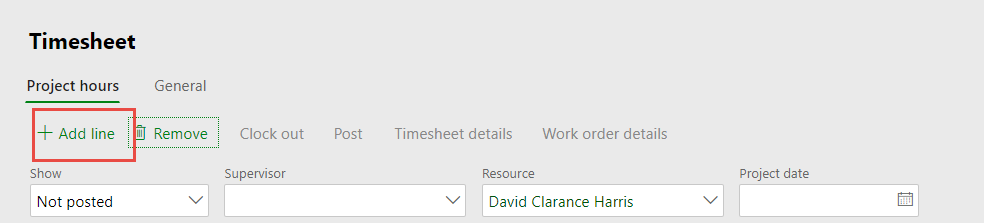 Timesheet
Project hours General
+ Add line Remove Clock out Post Timesheet details Work order details
Show Supervisor Resource Project date
Not posted David Clarance Harris